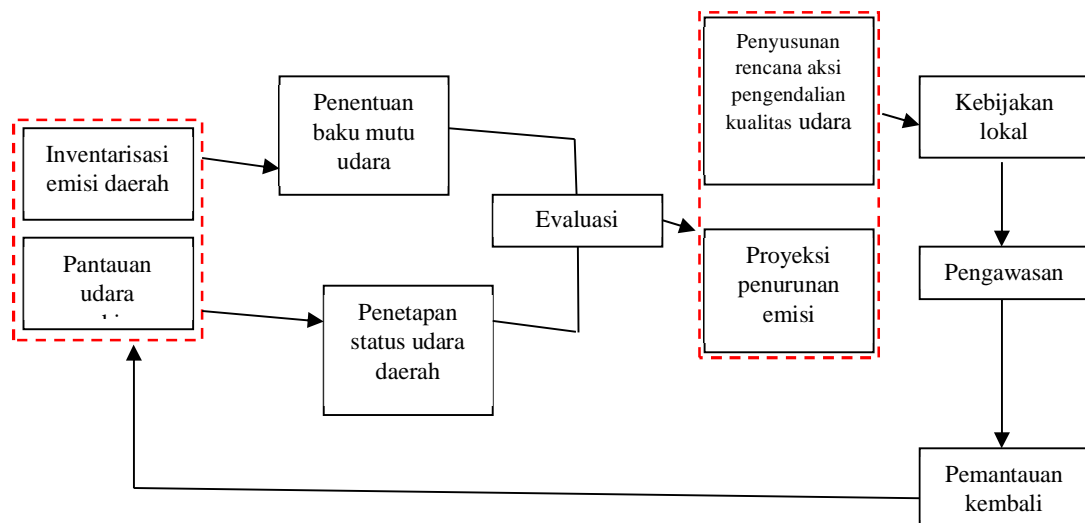 Inventarisasi
emisi daerah
Pantauan
udara
Penentuan
baku mutu
udara
Penetapan
status udara
daerah
Evaluasi
Penyusunan
rencana aksi
pengendalian
kualitas udara
Proyeksi
penurunan
emisi
Kebijakan
lokal
Pengawasan
Pemantauan
kembali